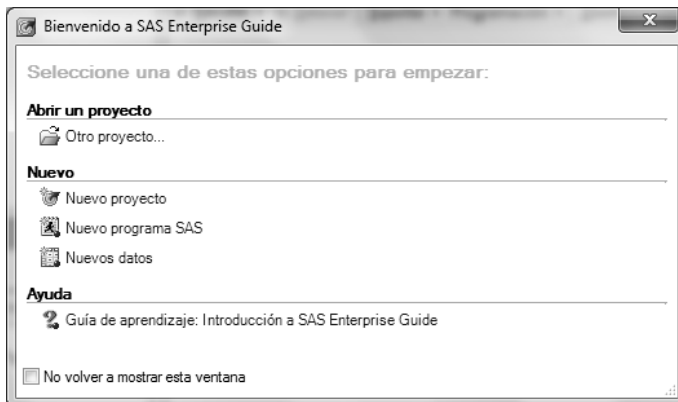 Bienvenido a SAS Enterprise Guide
Seleccione una de estas opciones para empezar:
Abrir un proyecto
Otro proyecto...
Nuevo
Nuevo proyecto
Nuevo programa SAS
Nuevos datos
Ayuda
Guía de aprendizaje: Introducción a SAS Enterprise Guide
No volver a mostrar esta ventana